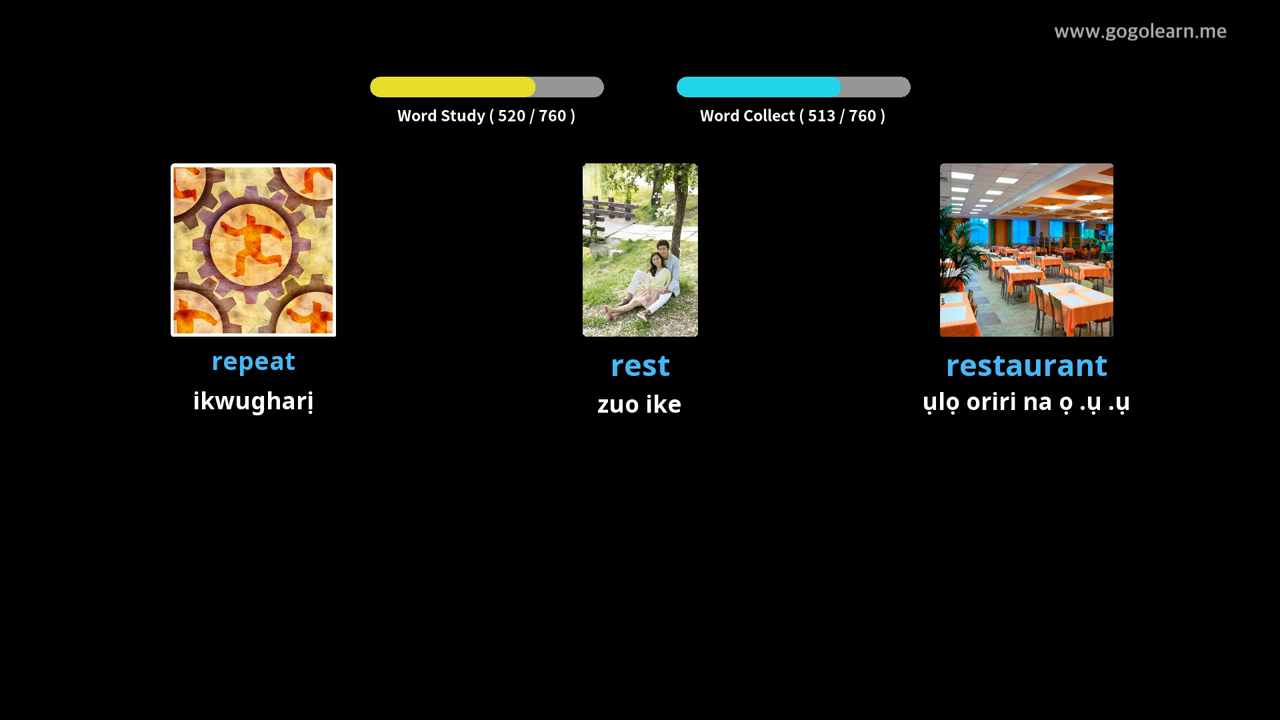 www.gogolearn.me
Word Study ( 520 / 760 )
Word Collect ( 513 / 760 )
repeat
ikwugharị
rest
zuo ike
restaurant
ụlọ oriri na ọ .ụ .ụ